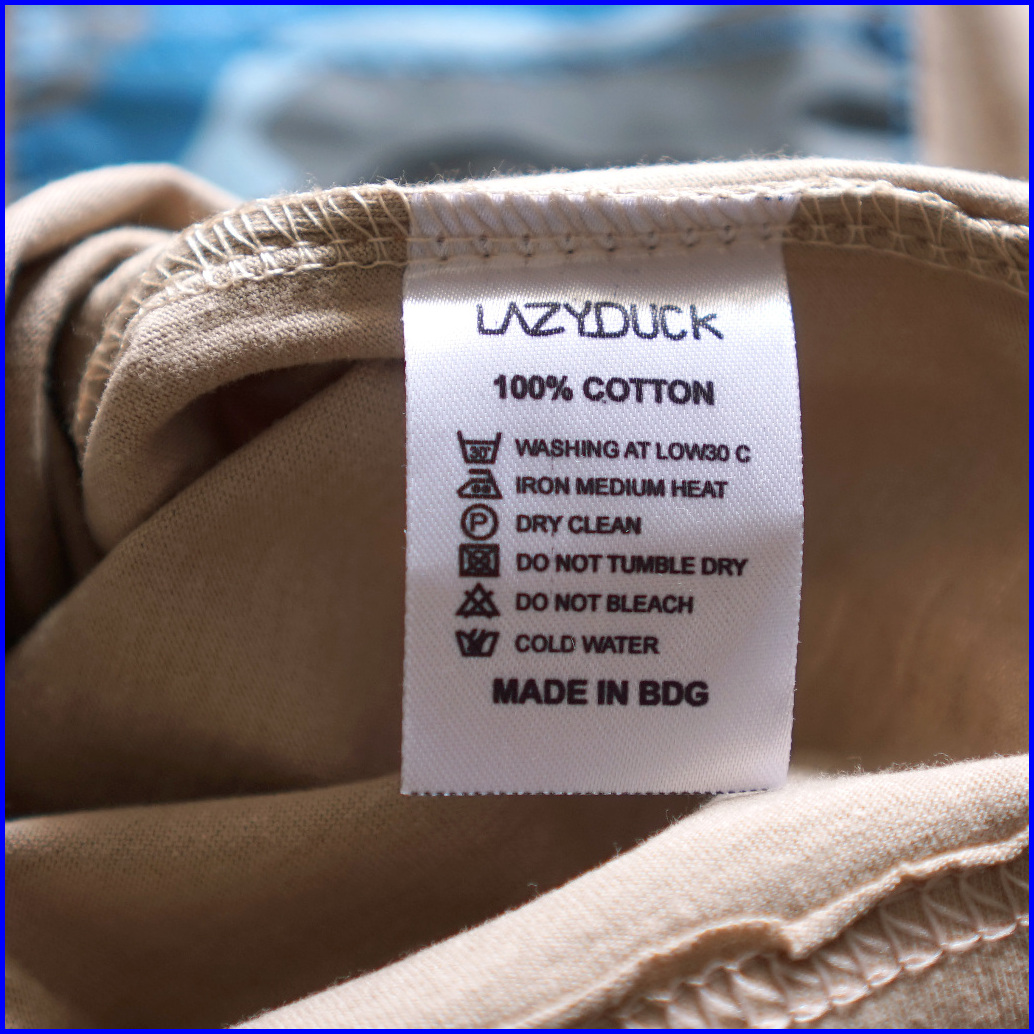 LAZYDUCK
100% COTTON
30° WASHING AT LOW30 C
IRON MEDIUM HEAT
P DRY CLEAN
DO NOT TUMBLE DRY
DO NOT BLEACH
COLD WATER
MADE IN BDG